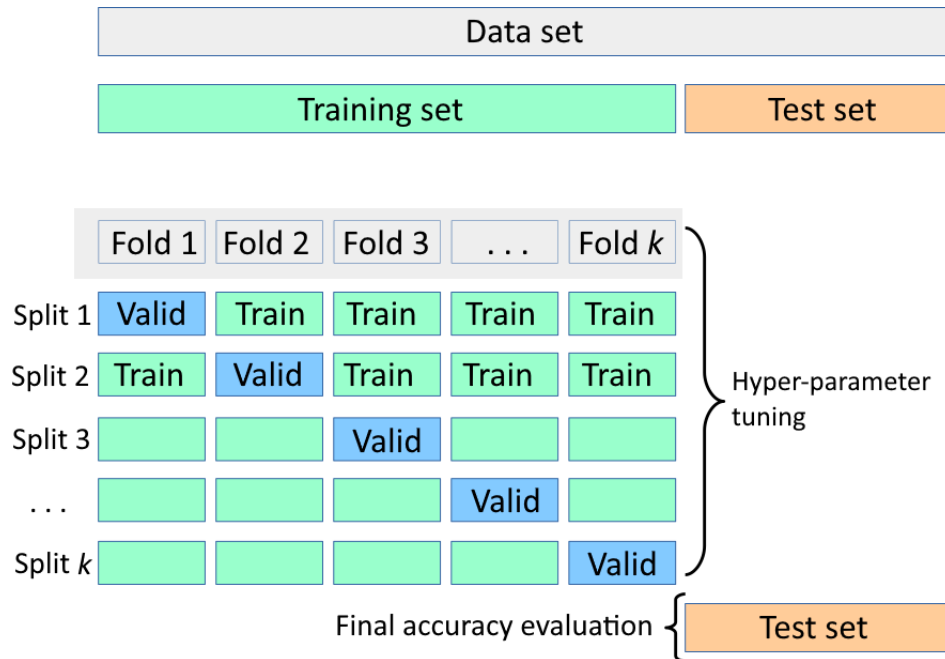 Data set
Training set Test set
Fold 1 Fold 2 Fold 3 . . . Fold k
Split 1 Valid Train Train Train Train
Split 2 Train Valid Train Train Train
Hyper-parameter
tuning
Split 3 Valid
. . . Valid
Split k Valid
Final accuracy evaluation Test set